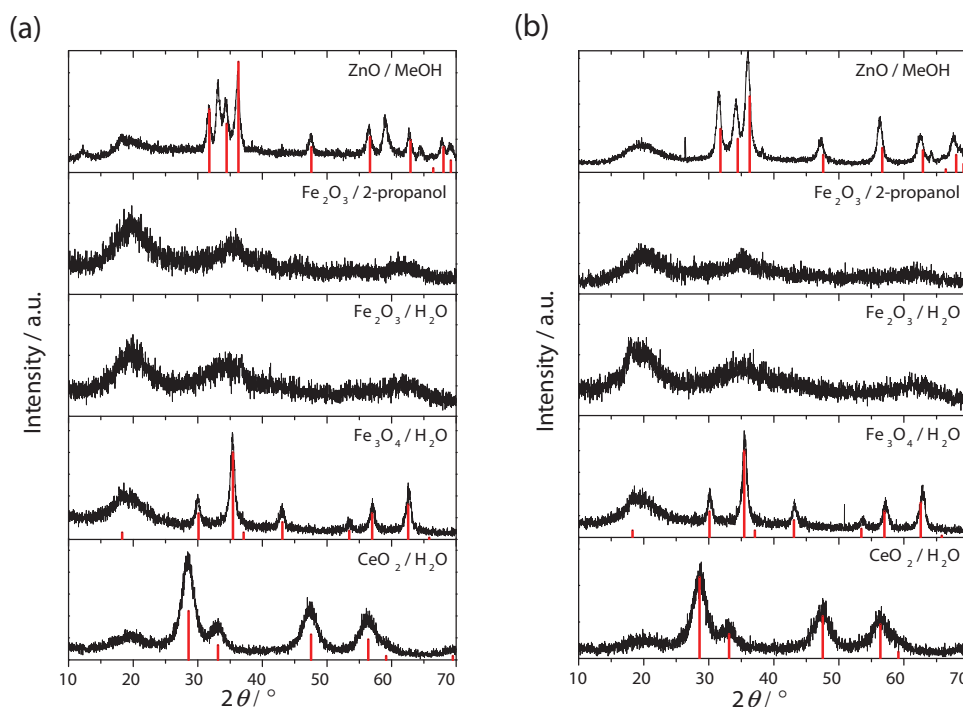 (a)
ZnO / MeOH
Fe₂O₃ / 2-propanol
Fe₂O₃ / H₂O
Fe₃O₄ / H₂O
CeO₂ / H₂O
Intensity / a.u.
10 20 30 40 50 60 70
2θ / °
(b)
ZnO / MeOH
Fe₂O₃ / 2-propanol
Fe₂O₃ / H₂O
Fe₃O₄ / H₂O
CeO₂ / H₂O
Intensity / a.u.
10 20 30 40 50 60 70
2θ / °